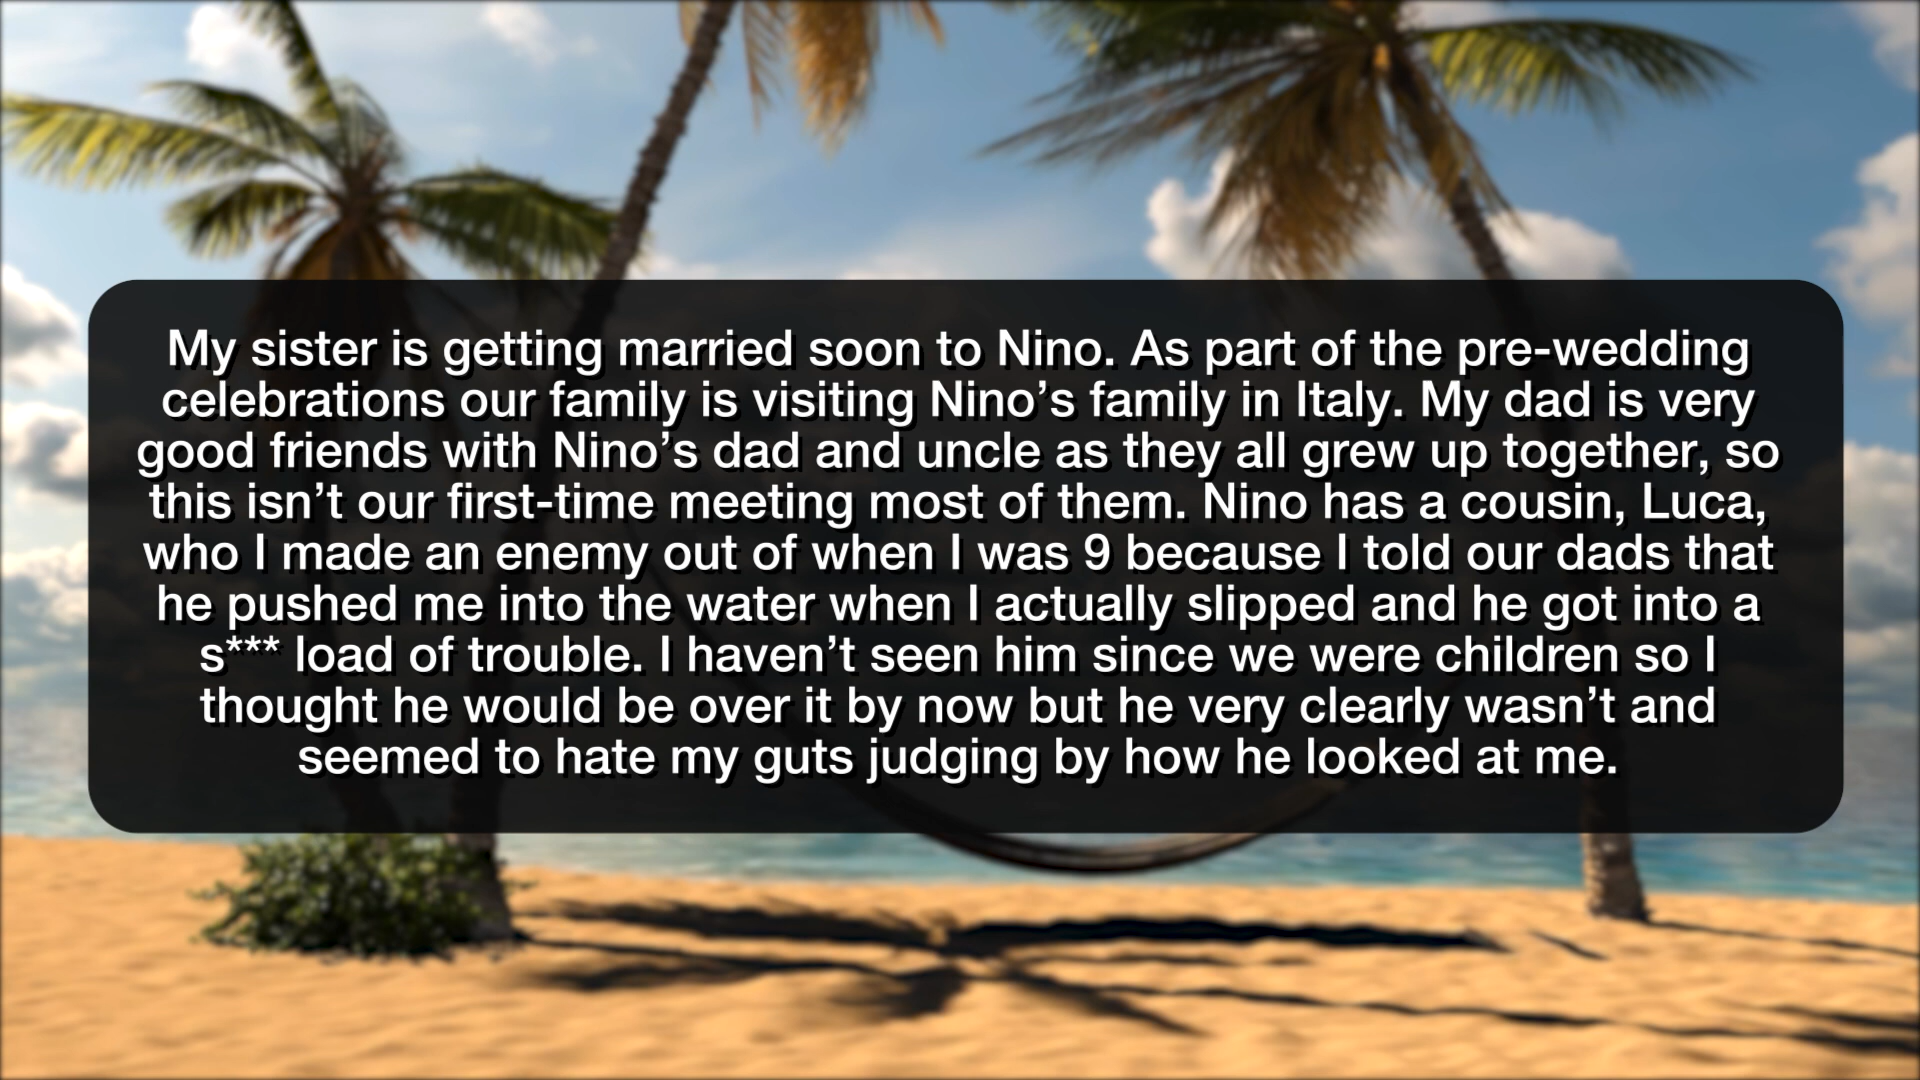 My sister is getting married soon to Nino. As part of the pre-wedding
celebrations our family is visiting Nino’s family in Italy. My dad is very
good friends with Nino’s dad and uncle as they all grew up together, so
this isn’t our first-time meeting most of them. Nino has a cousin, Luca,
who I made an enemy out of when I was 9 because I told our dads that
he pushed me into the water when I actually slipped and he got into a
s*** load of trouble. I haven’t seen him since we were children so I
thought he would be over it by now but he very clearly wasn’t and
seemed to hate my guts judging by how he looked at me.